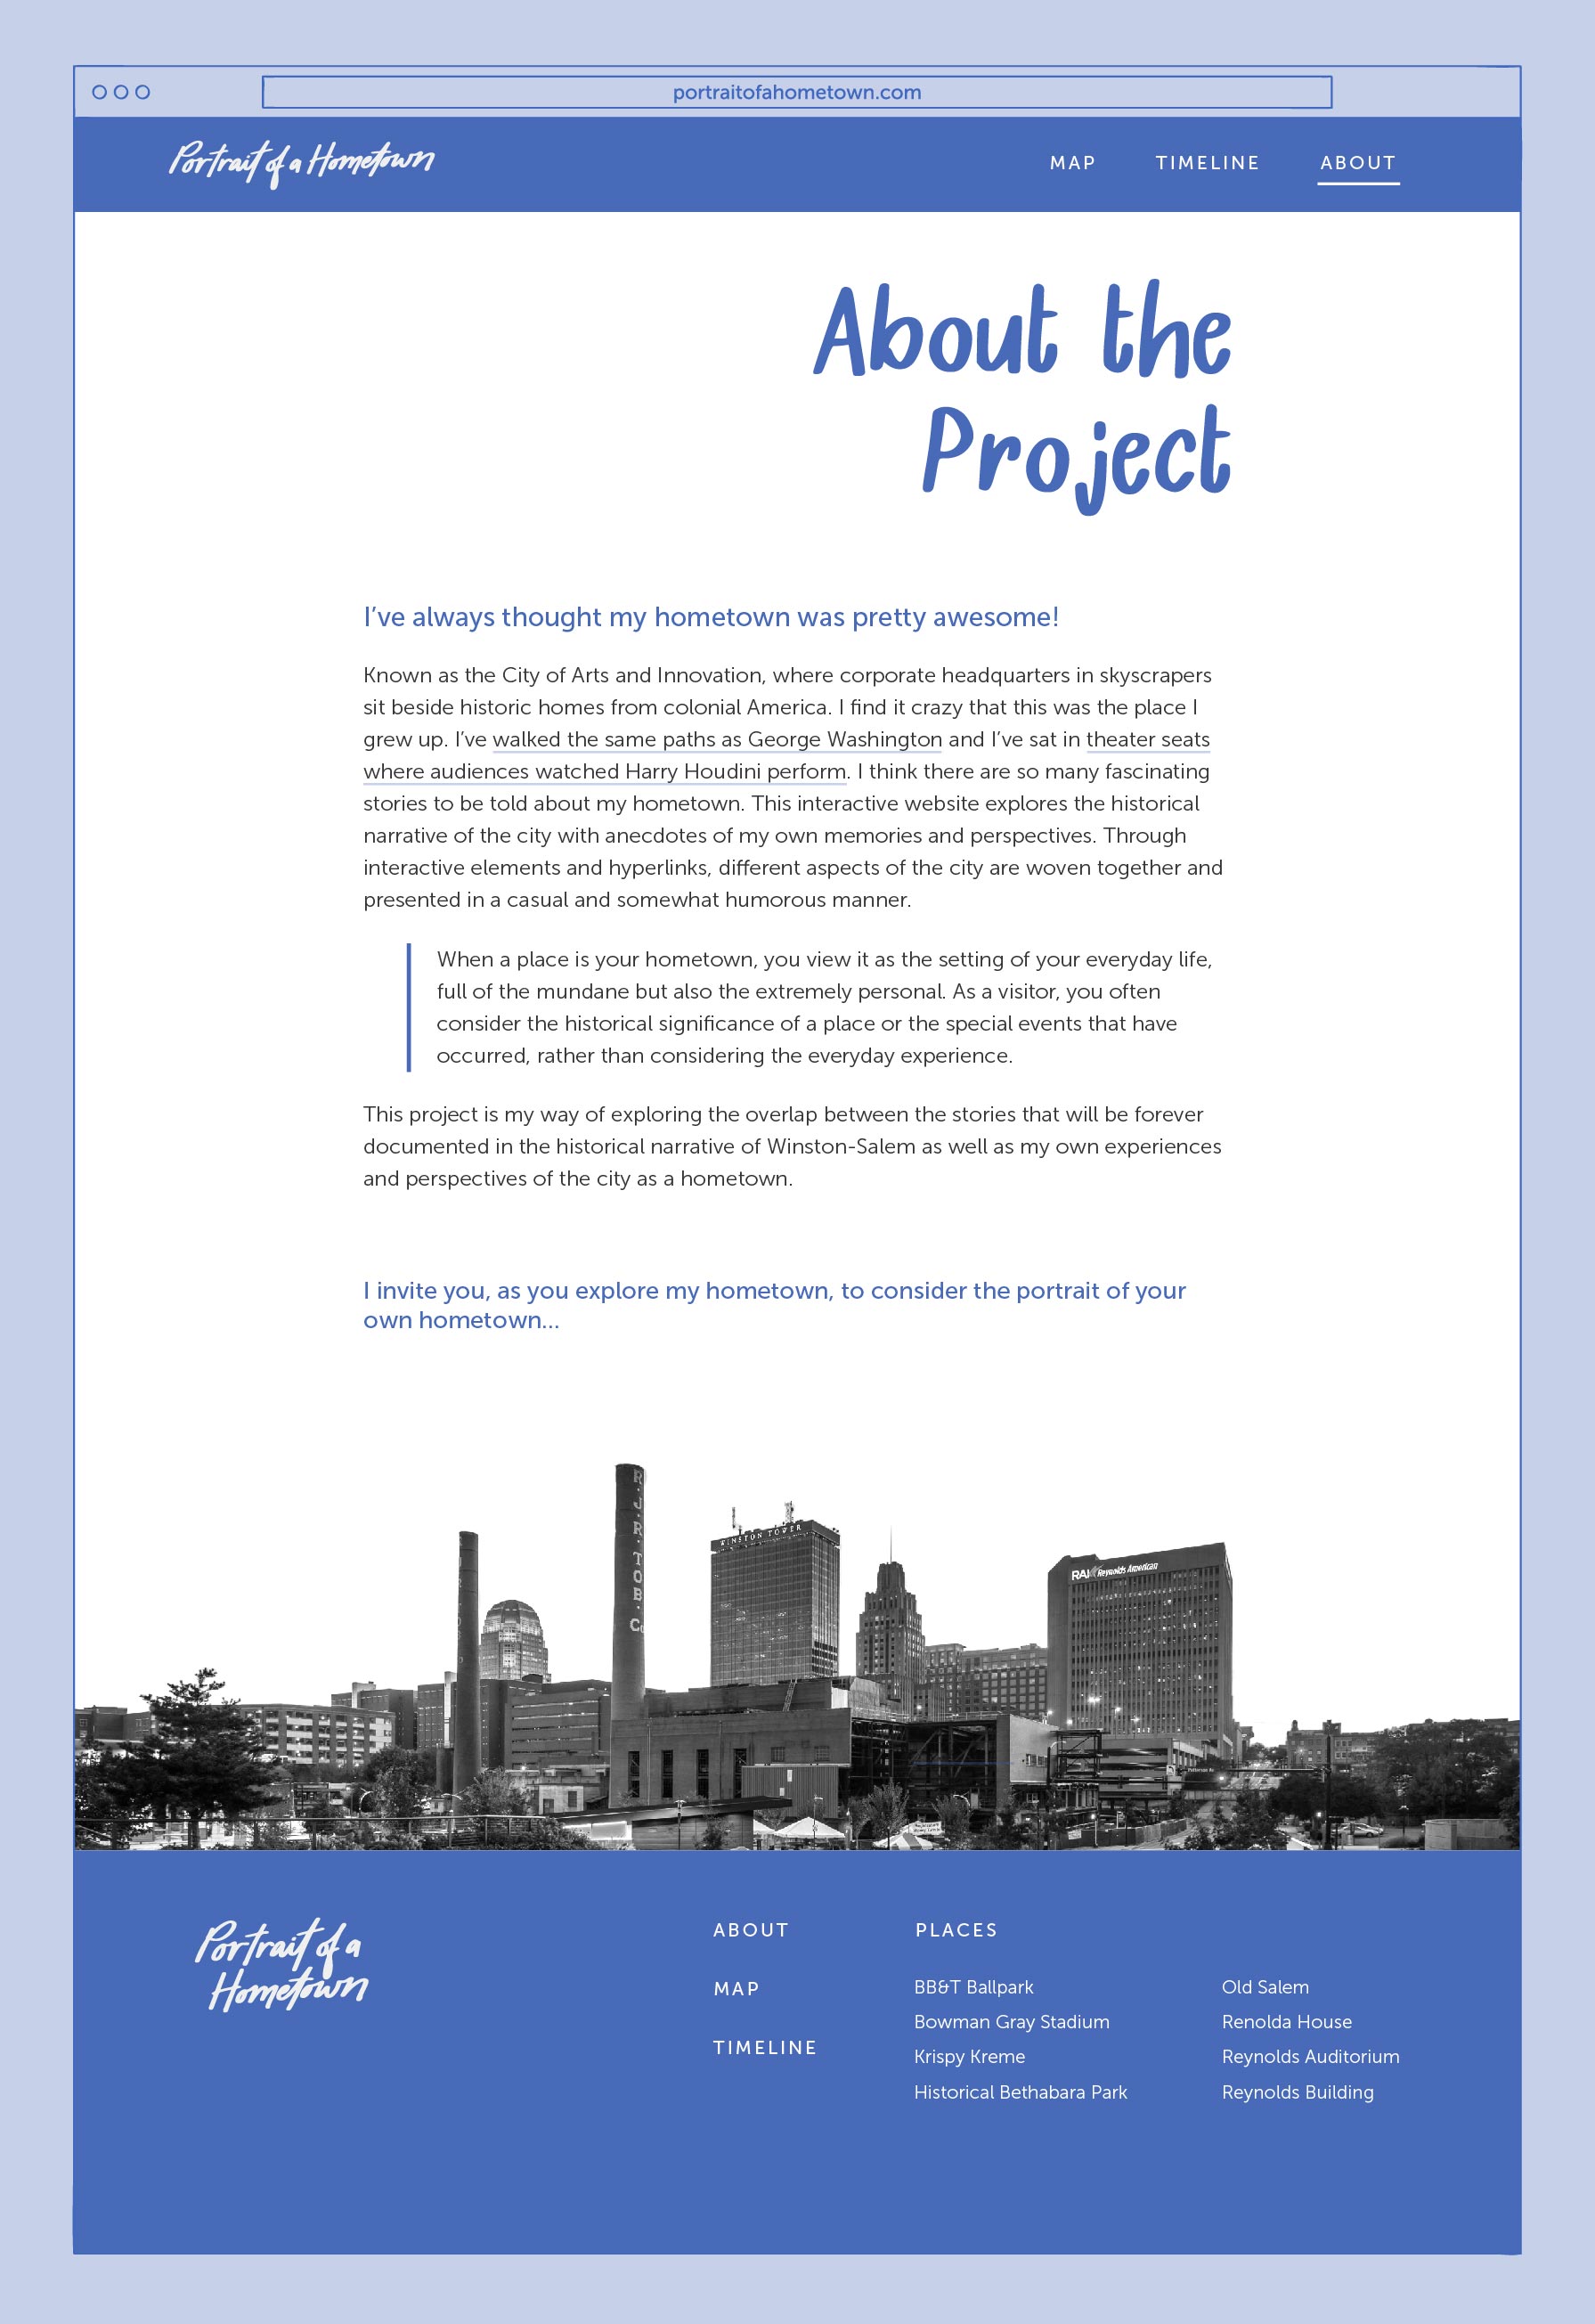 portraitofahometown.com
Portrait of a Hometown
MAP TIMELINE ABOUT
About the
Project
I’ve always thought my hometown was pretty awesome!
Known as the City of Arts and Innovation, where corporate headquarters in skyscrapers
sit beside historic homes from colonial America. I find it crazy that this was the place I
grew up. I’ve walked the same paths as George Washington and I’ve sat in theater seats
where audiences watched Harry Houdini perform. I think there are so many fascinating
stories to be told about my hometown. This interactive website explores the historical
narrative of the city with anecdotes of my own memories and perspectives. Through
interactive elements and hyperlinks, different aspects of the city are woven together and
presented in a casual and somewhat humorous manner.
When a place is your hometown, you view it as the setting of your everyday life,
full of the mundane but also the extremely personal. As a visitor, you often
consider the historical significance of a place or the special events that have
occurred, rather than considering the everyday experience.
This project is my way of exploring the overlap between the stories that will be forever
documented in the historical narrative of Winston-Salem as well as my own experiences
and perspectives of the city as a hometown.
I invite you, as you explore my hometown, to consider the portrait of your
own hometown...
R.J.R.TOB.Co
WINSTON TOWER
RAI Reynolds American
Patterson Av
Portrait of a
Hometown
ABOUT
MAP
TIMELINE
PLACES
BB&T Ballpark
Bowman Gray Stadium
Krispy Kreme
Historical Bethabara Park
Old Salem
Renolda House
Reynolds Auditorium
Reynolds Building